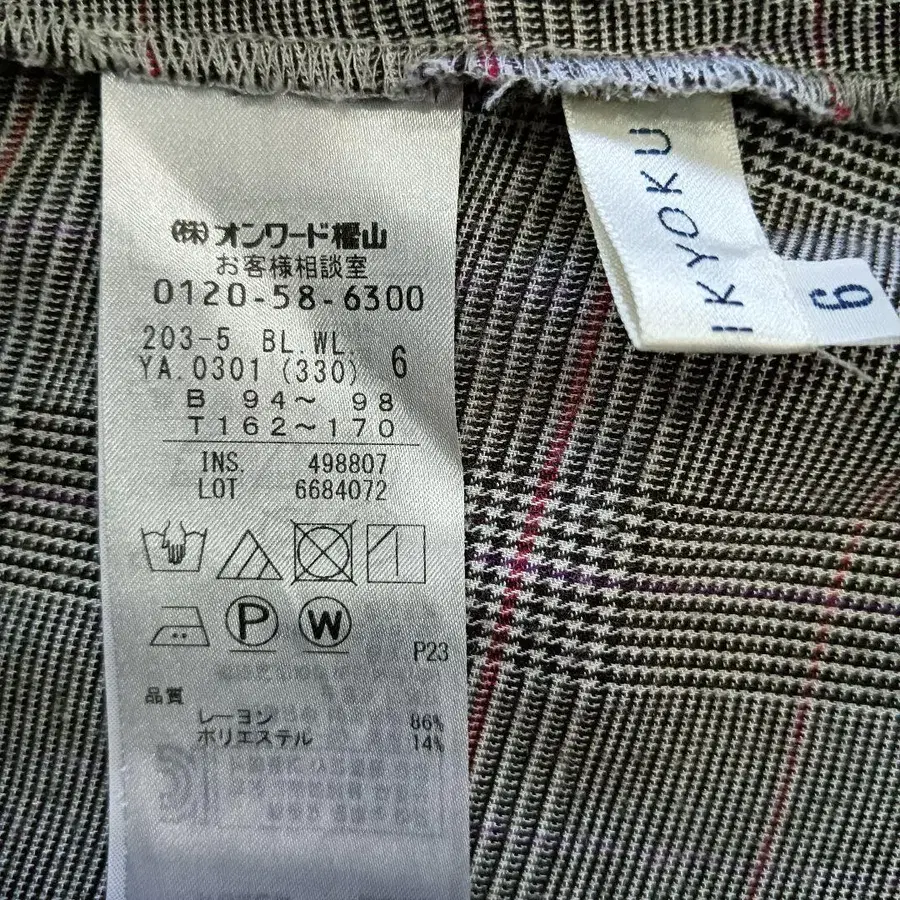 ㈱オンワード樫山
お客様相談室
0120-58-6300
203-5 BL.WL.
YA.0301 (330) 6
B 94～ 98
T162～170
INS. 498807
LOT 6684072
P
W
P23
品質
レーヨン 86%
ポリエステル 14%
IKYOKU
6